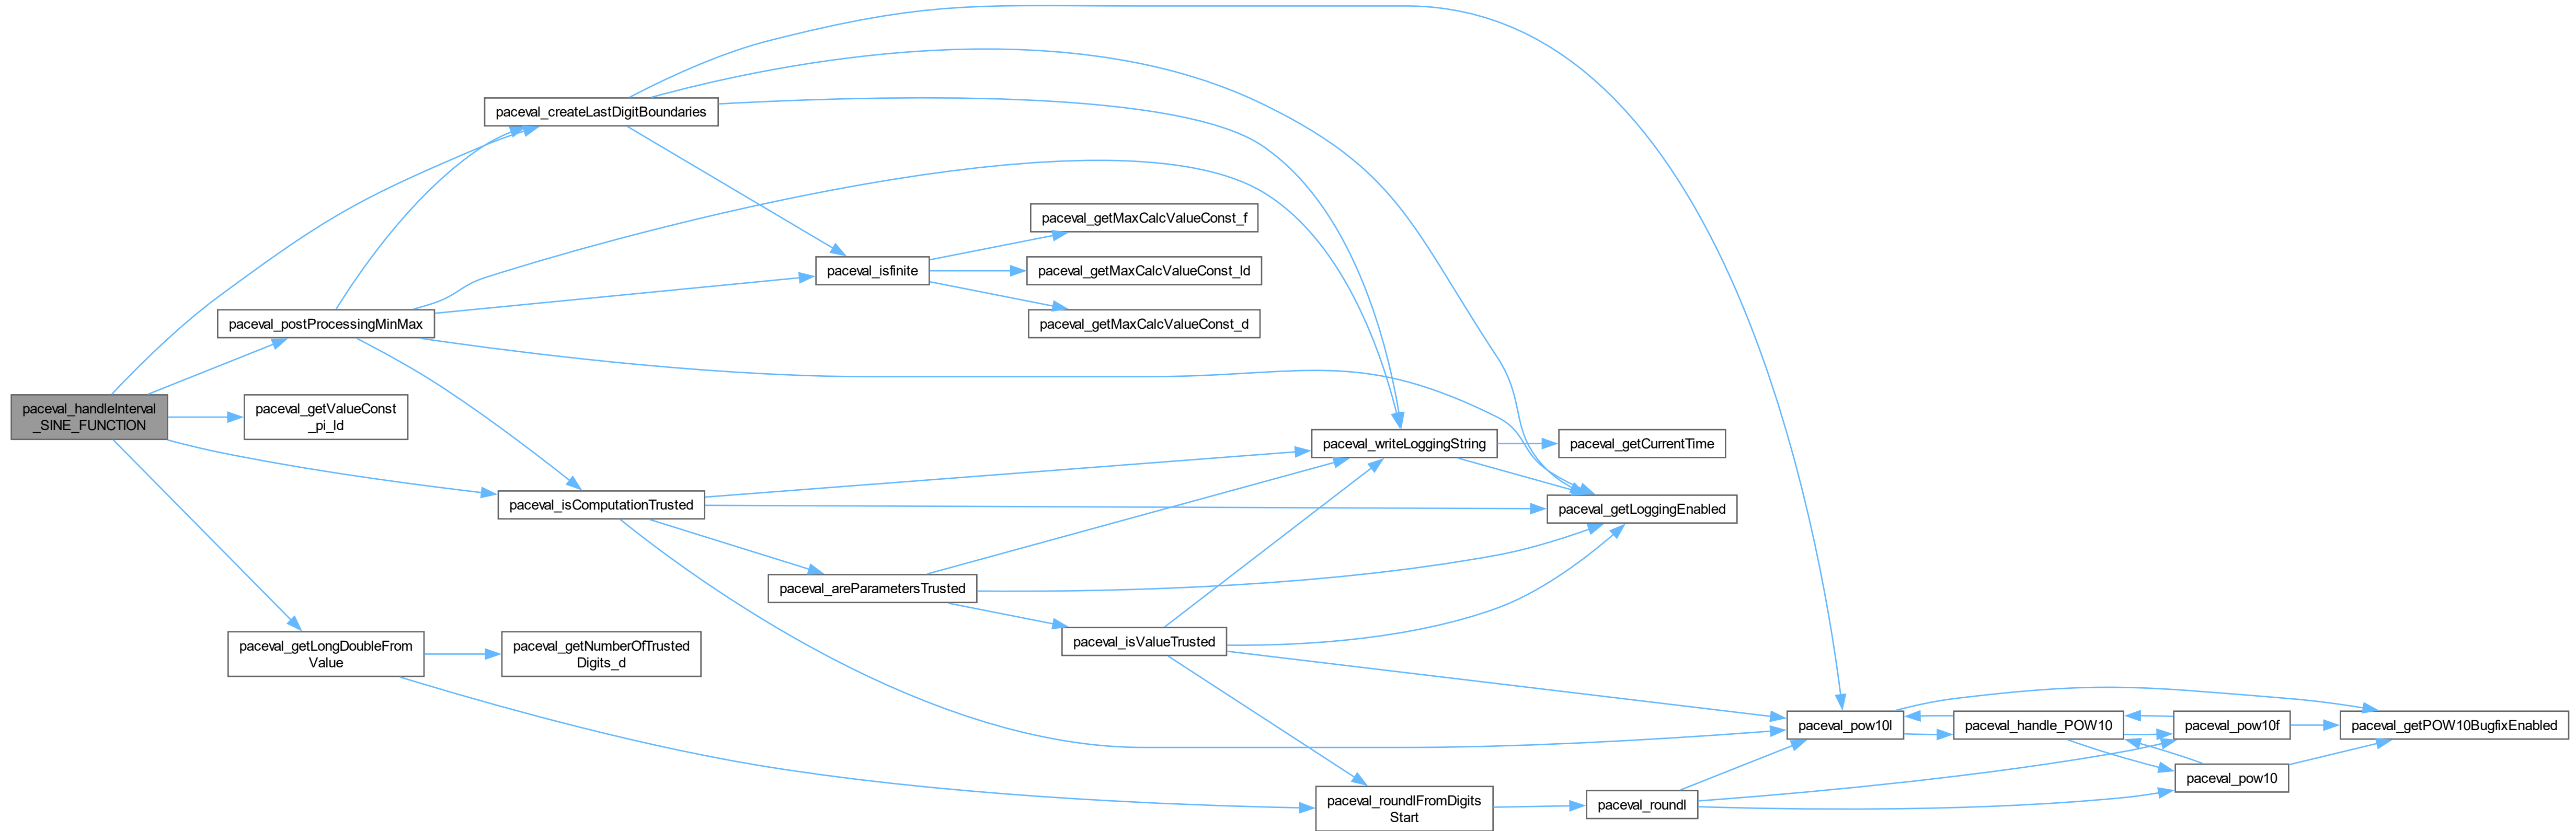 paceval_createLastDigitBoundaries
paceval_getMaxCalcValueConst_f
paceval_isfinite
paceval_getMaxCalcValueConst_ld
paceval_postProcessingMinMax
paceval_getMaxCalcValueConst_d
paceval_handleInterval
_SINE_FUNCTION
paceval_getValueConst
_pi_ld
paceval_writeLoggingString
paceval_getCurrentTime
paceval_isComputationTrusted
paceval_getLoggingEnabled
paceval_areParametersTrusted
paceval_isValueTrusted
paceval_getLongDoubleFrom
Value
paceval_getNumberOfTrusted
Digits_d
paceval_pow10l
paceval_handle_POW10
paceval_pow10f
paceval_getPOW10BugfixEnabled
paceval_pow10
paceval_roundlFromDigits
Start
paceval_roundl